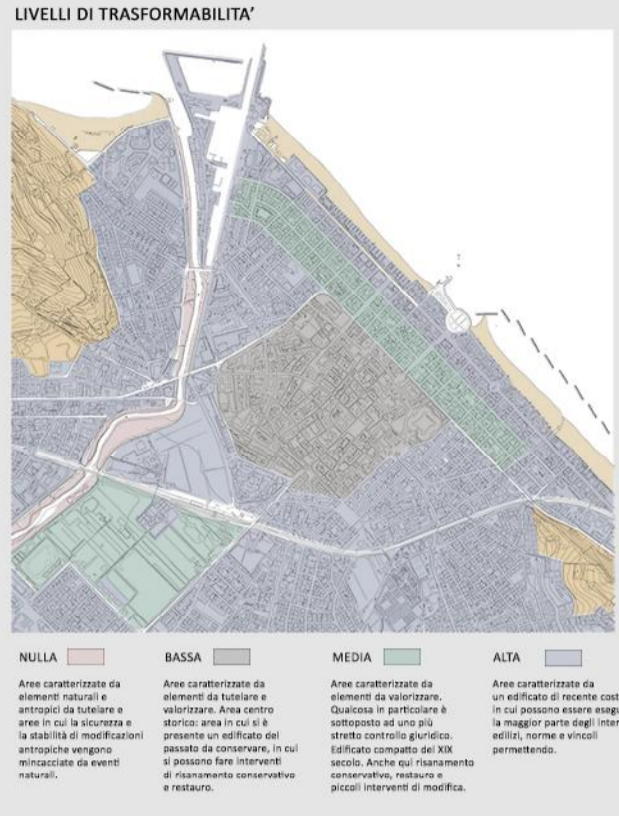 LIVELLI DI TRASFORMABILITA'
NULLA
Aree caratterizzate da
elementi naturali e
antropici da tutelare e
aree in cui la sicurezza e
la stabilità di modificazioni
antropiche vengono
mincacciate da eventi
naturali.
BASSA
Aree caratterizzate da
elementi da tutelare e
valorizzare. Area centro
storico: area in cui si è
presente un edificato del
passato da conservare, in cui
si possono fare interventi
di risanamento conservativo
e restauro.
MEDIA
Aree caratterizzate da
elementi da valorizzare.
Qualcosa in particolare è
sottoposto ad uno più
stretto controllo giuridico.
Edificato compatto del XIX
secolo. Anche qui risanamento
conservativo, restauro e
piccoli interventi di modifica.
ALTA
Aree caratterizzate da
un edificato di recente cost
in cui possono essere esegu
la maggior parte degli inter
edilizi, norme e vincoli
permettendo.